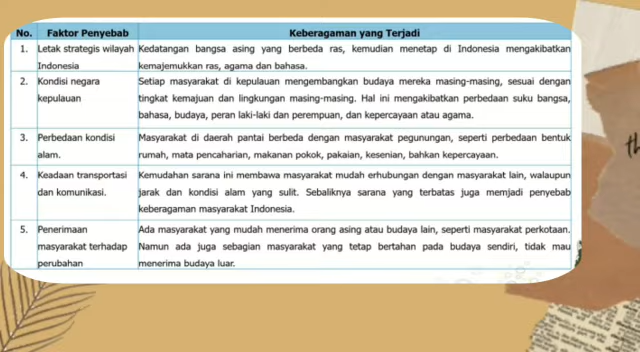 No. Faktor Penyebab Keberagaman yang Terjadi
1. Letak strategis wilayah Kedatangan bangsa asing yang berbeda ras, kemudian menetap di Indonesia mengakibatkan
Indonesia kemajemukkan ras, agama dan bahasa.
2. Kondisi negara Setiap masyarakat di kepulauan mengembangkan budaya mereka masing-masing, sesuai dengan
kepulauan tingkat kemajuan dan lingkungan masing-masing. Hal ini mengakibatkan perbedaan suku bangsa,
bahasa, budaya, peran laki-laki dan perempuan, dan kepercayaan atau agama.
3. Perbedaan kondisi Masyarakat di daerah pantai berbeda dengan masyarakat pegunungan, seperti perbedaan bentuk
alam. rumah, mata pencaharian, makanan pokok, pakaian, kesenian, bahkan kepercayaan.
4. Keadaan transportasi Kemudahan sarana ini membawa masyarakat mudah erhubungan dengan masyarakat lain, walaupun
dan komunikasi. jarak dan kondisi alam yang sulit. Sebaliknya sarana yang terbatas juga memjadi penyebab
keberagaman masyarakat Indonesia.
5. Penerimaan Ada masyarakat yang mudah menerima orang asing atau budaya lain, seperti masyarakat perkotaan.
masyarakat terhadap Namun ada juga sebagian masyarakat yang tetap bertahan pada budaya sendiri, tidak mau
perubahan menerima budaya luar.